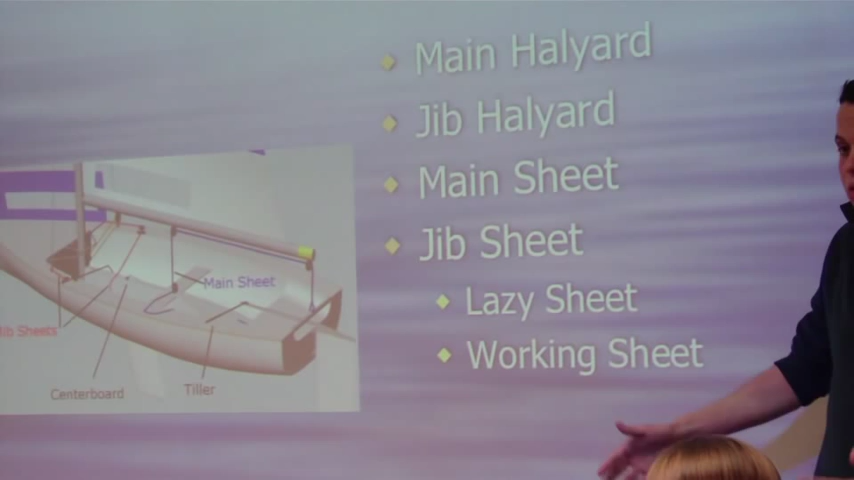 Main Halyard
Jib Halyard
Main Sheet
Jib Sheet
Lazy Sheet
Working Sheet
Main Sheet
Jib Sheets
Centerboard
Tiller